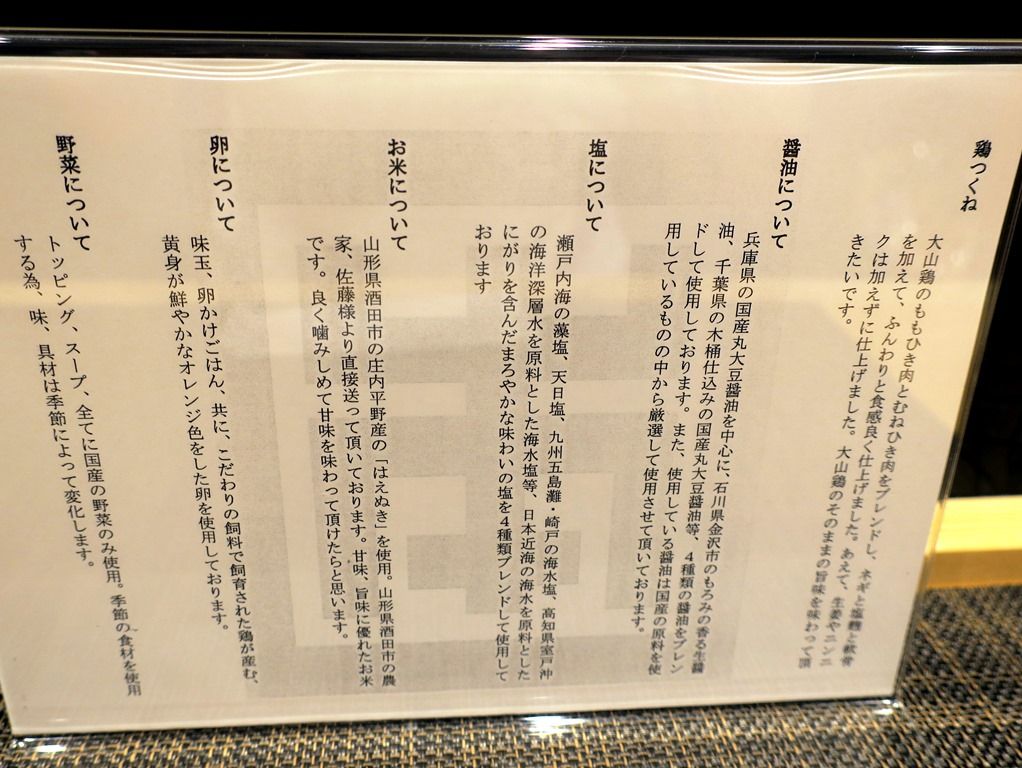 鶏つくね
大山鶏のももひき肉とむねひき肉をブレンドし、ネギと塩麹と軟骨
を加えて、ふんわりと食感良く仕上げました。あえて、生姜やニンニ
クは加えずに仕上げました。大山鶏のそのままの旨味を味わって頂
きたいです。
醤油について
兵庫県の国産丸大豆醤油を中心に、石川県金沢市のもろみの香る生醤
油、千葉県の木桶仕込みの国産丸大豆醤油等、４種類の醤油をブレン
ドして使用しております。また、使用している醤油は国産の原料を使
用しているものの中から厳選して使用させて頂いております。
塩について
瀬戸内海の藻塩、天日塩、九州五島灘・崎戸の海水塩、高知県室戸沖
の海洋深層水を原料とした海水塩等、日本近海の海水を原料とした
にがりを含んだまろやかな味わいの塩を４種類ブレンドして使用して
おります
お米について
山形県酒田市の庄内平野産の「はえぬき」を使用。山形県酒田市の農
家、佐藤様より直接送って頂いております。甘味、旨味に優れたお米
です。良く噛みしめて甘味を味わって頂けたらと思います。
卵について
味玉、卵かけごはん、共に、こだわりの飼料で飼育された鶏が産む、
黄身が鮮やかなオレンジ色をした卵を使用しております。
野菜について
トッピング、スープ、全てに国産の野菜のみ使用。季節の食材を使用
する為、味、具材は季節によって変化します。